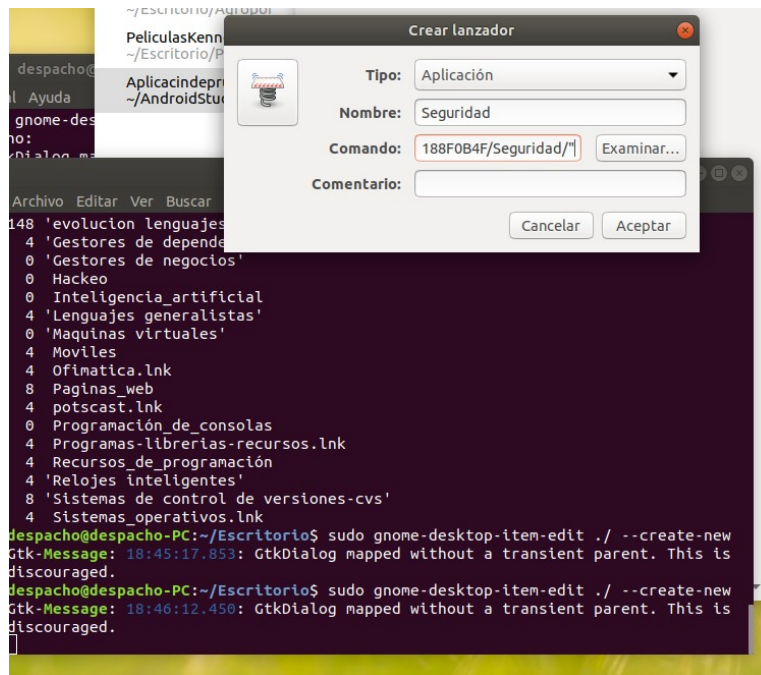 ~/Escritorio/Agropor
PeliculasKenn
~/Escritorio/P
Aplicacindepr
~/AndroidStud
despacho@
al Ayuda
gnome-des
no:
kDialog ma
Crear lanzador
Tipo: Aplicación
Nombre: Seguridad
Comando: 188F0B4F/Seguridad/" Examinar...
Comentario:
Cancelar Aceptar
Archivo Editar Ver Buscar
148 'evolucion lenguajes
4 'Gestores de depende
0 'Gestores de negocios'
0 Hackeo
0 Inteligencia_artificial
4 'Lenguajes generalistas'
0 'Maquinas virtuales'
4 Moviles
4 Ofimatica.lnk
8 Paginas_web
4 potscast.lnk
0 Programación_de_consolas
4 Programas-librerias-recursos.lnk
4 Recursos_de_programación
4 'Relojes inteligentes'
8 'Sistemas de control de versiones-cvs'
4 Sistemas_operativos.lnk
despacho@despacho-PC:~/Escritorio$ sudo gnome-desktop-item-edit ./ --create-new
Gtk-Message: 18:45:17.853: GtkDialog mapped without a transient parent. This is
discouraged.
despacho@despacho-PC:~/Escritorio$ sudo gnome-desktop-item-edit ./ --create-new
Gtk-Message: 18:46:12.450: GtkDialog mapped without a transient parent. This is
discouraged.